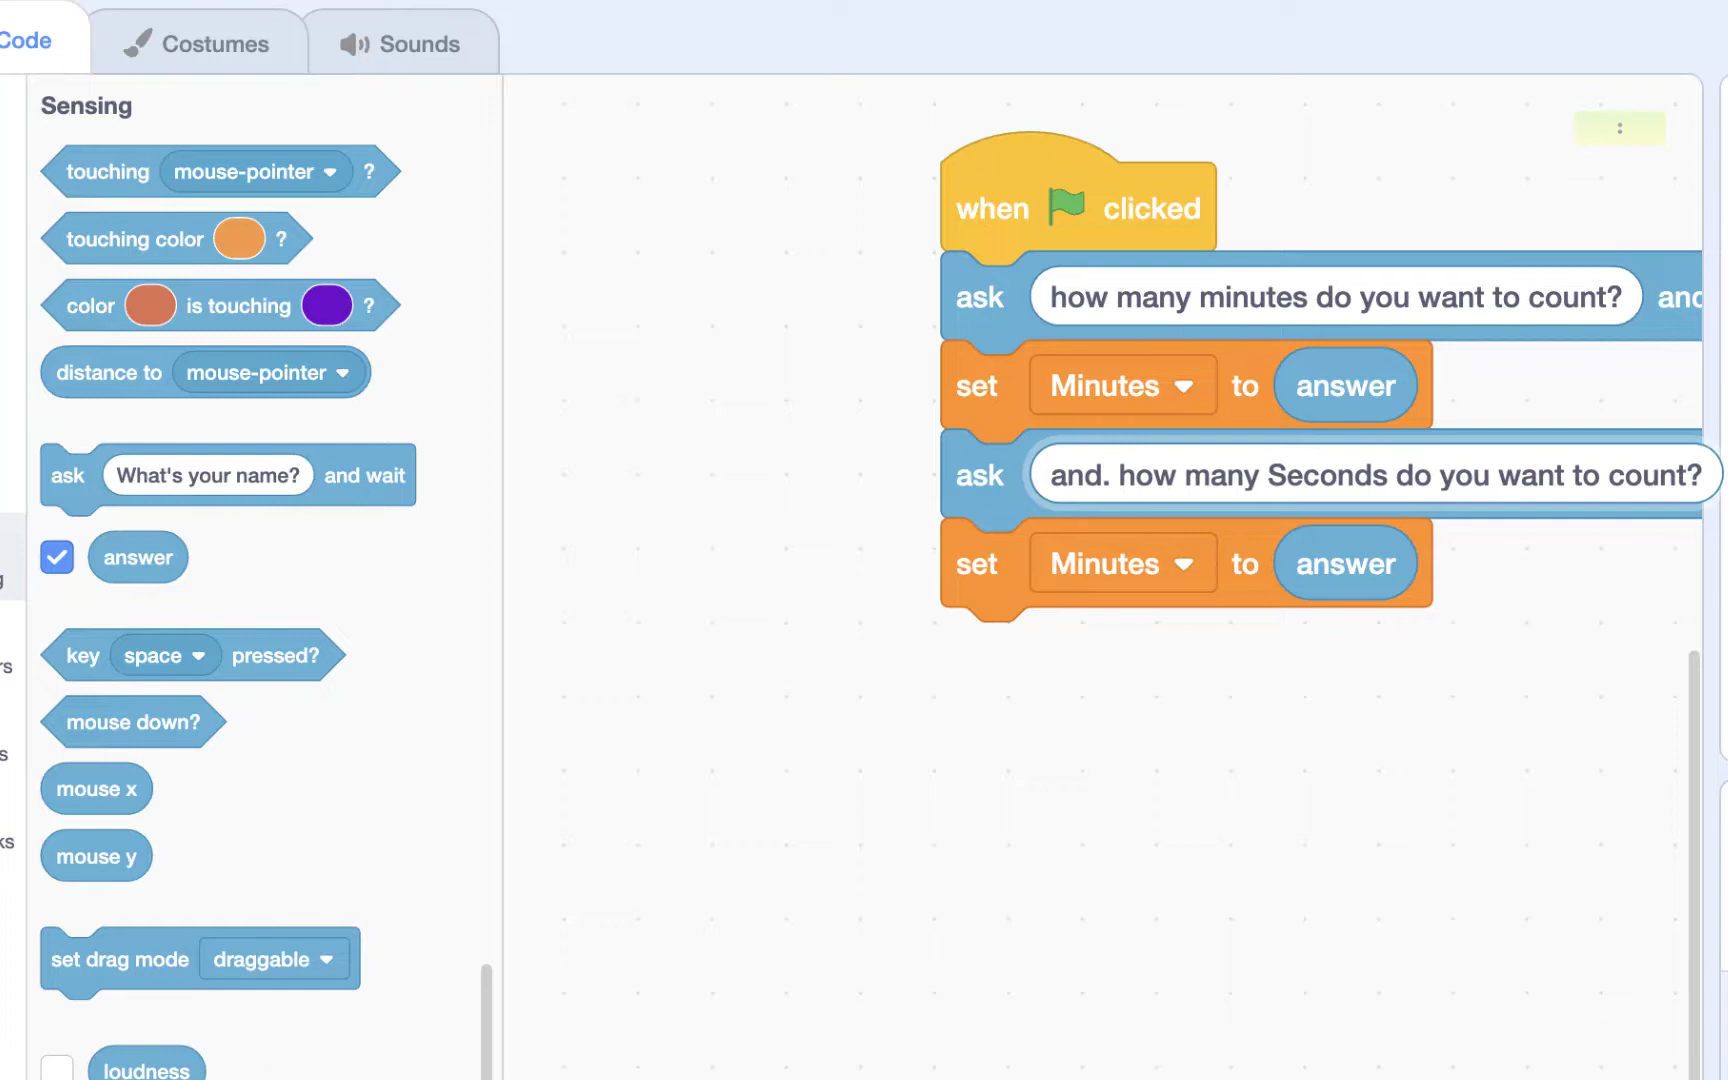 Code
Costumes
Sounds
Sensing
touching mouse-pointer ?
touching color ?
color is touching ?
distance to mouse-pointer
ask What's your name? and wait
answer
key space pressed?
mouse down?
mouse x
mouse y
set drag mode draggable
loudness
:
when clicked
ask how many minutes do you want to count?
set Minutes to answer
ask and. how many Seconds do you want to count?
set Minutes to answer